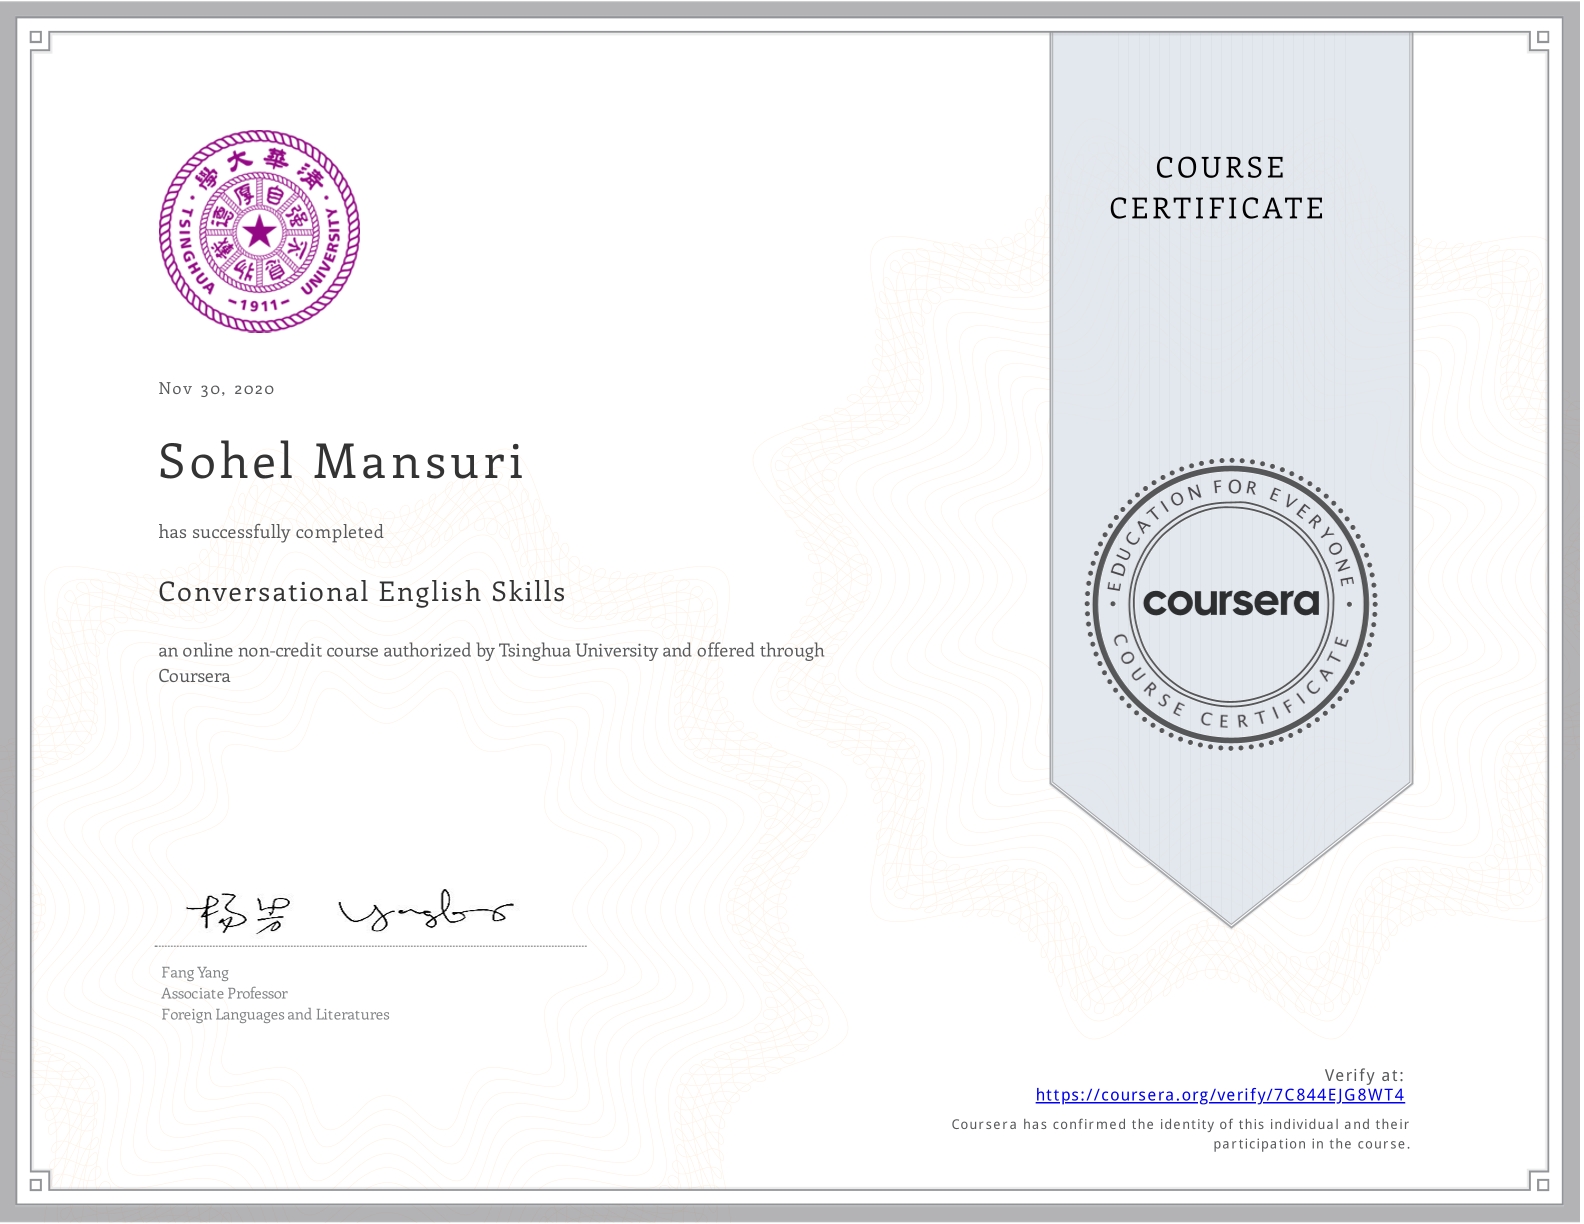 學大華清
自强不息
厚德載物
TSINGHUA UNIVERSITY
-1911-
Nov 30, 2020
Sohel Mansuri
has successfully completed
Conversational English Skills
an online non-credit course authorized by Tsinghua University and offered through
Coursera
杨芳 Yangfang
Fang Yang
Associate Professor
Foreign Languages and Literatures
COURSE
CERTIFICATE
EDUCATION FOR EVERYONE
coursera
COURSE CERTIFICATE
Verify at:
https://coursera.org/verify/7C844EJG8WT4
Coursera has confirmed the identity of this individual and their
participation in the course.